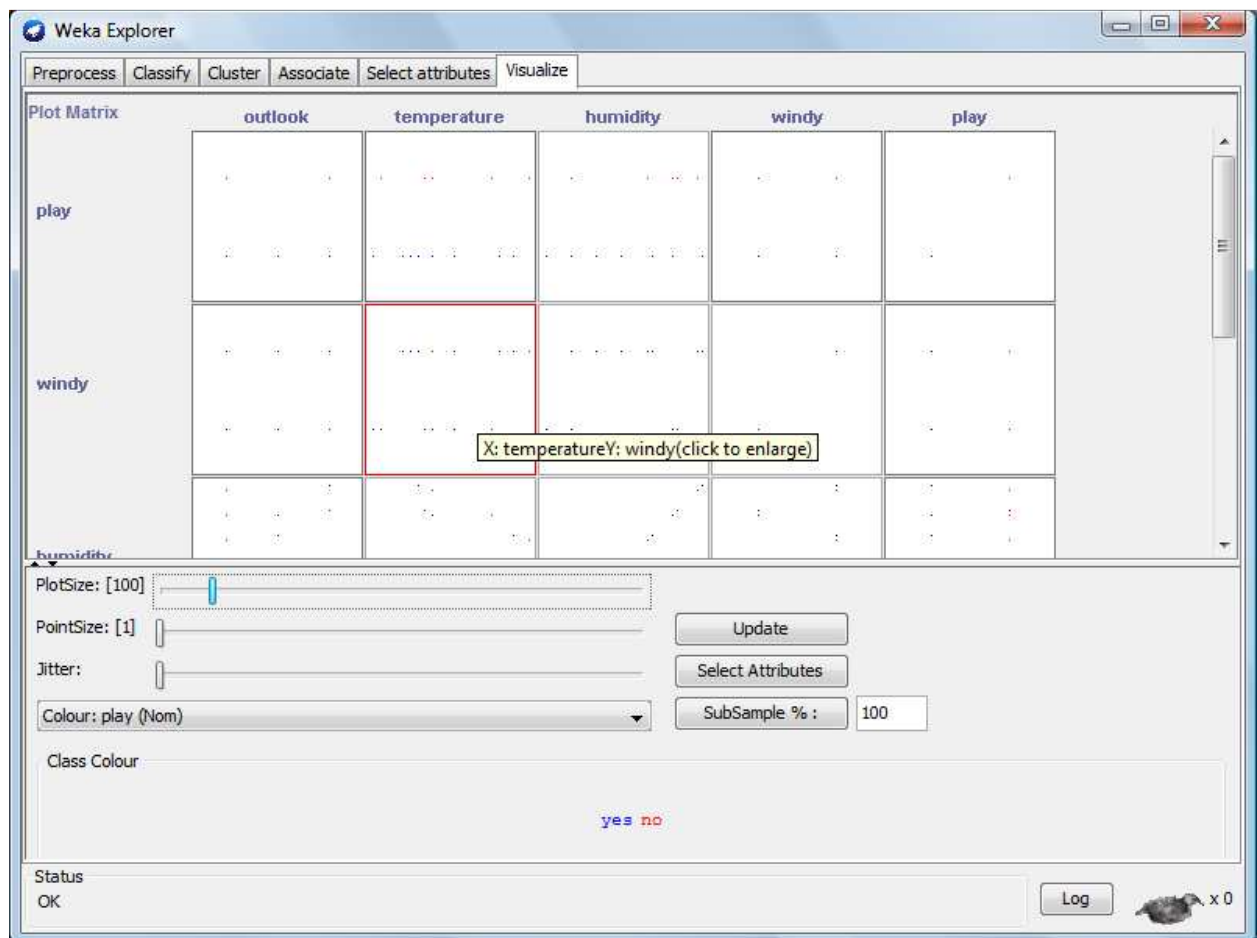 Weka Explorer
Preprocess Classify Cluster Associate Select attributes Visualize
Plot Matrix outlook temperature humidity windy play
play
windy
X: temperatureY: windy(click to enlarge)
humidity
PlotSize: [100]
PointSize: [1] Update
Jitter: Select Attributes
Colour: play (Nom) SubSample % : 100
Class Colour
yes no
Status
OK Log x 0